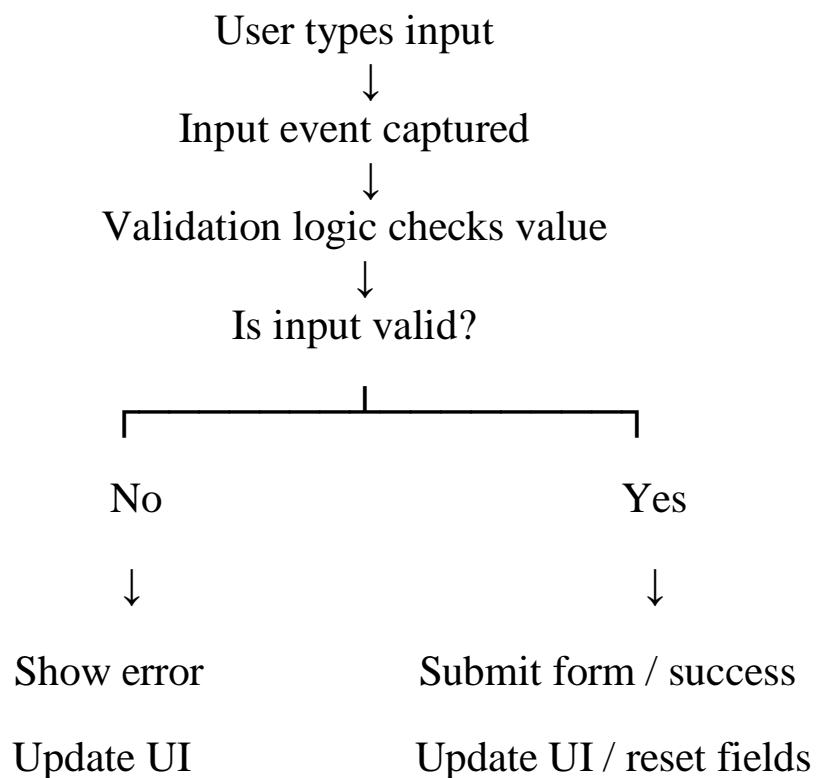 User types input
↓
Input event captured
↓
Validation logic checks value
↓
Is input valid?
No Yes
↓ ↓
Show error Submit form / success
Update UI Update UI / reset fields